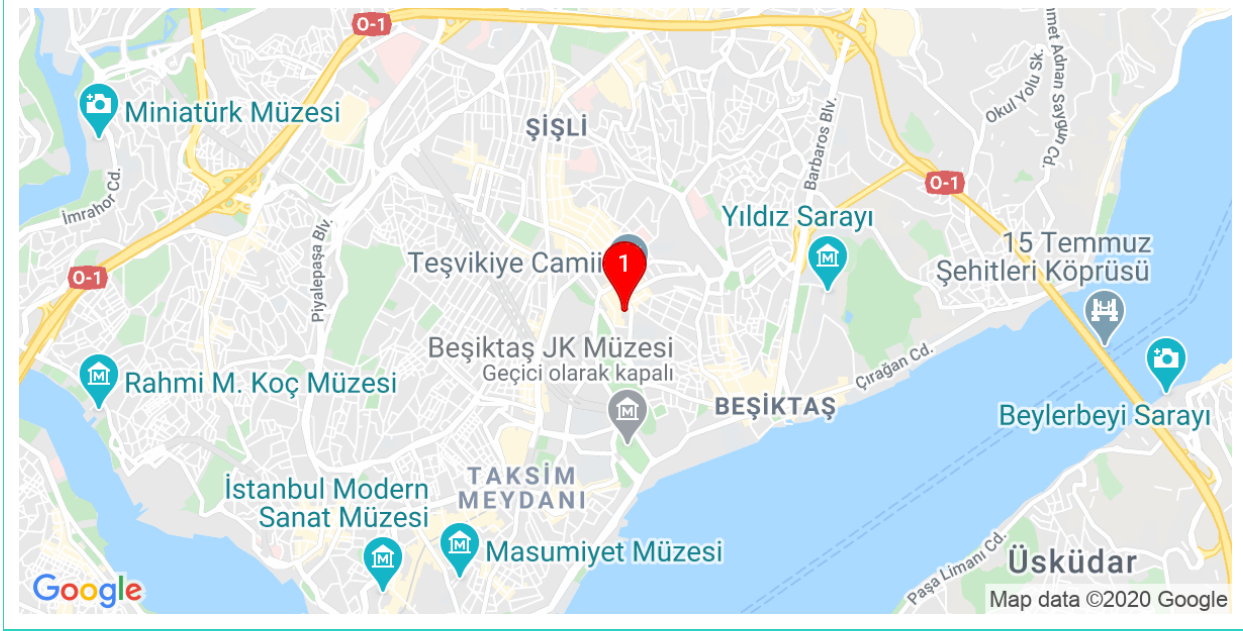 O-1
Miniatürk Müzesi
ŞİŞLİ
Barbaros Blv.
Okul Yolu Sk.
met Adnan Saygun Cd.
İmrahor Cd.
O-1
Yıldız Sarayı
15 Temmuz
Şehitleri Köprüsü
Piyalepaşa Blv.
Teşvikiye Camii
1
O-1
Beşiktaş JK Müzesi
Geçici olarak kapalı
Çırağan Cd.
Rahmi M. Koç Müzesi
BEŞİKTAŞ
Beylerbeyi Sarayı
TAKSİM
MEYDANI
İstanbul Modern
Sanat Müzesi
Masumiyet Müzesi
Paşa Limanı Cd.
Üsküdar
Google
Map data ©2020 Google